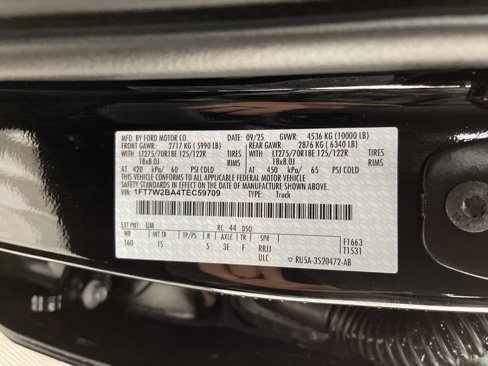 MFD. BY FORD MOTOR CO. DATE: 09/25 GVWR: 4536 KG (10000 LB)
FRONT GAWR: 2717 KG (5990 LB) REAR GAWR: 2876 KG (6340 LB)
WITH LT275/70R18E 125/122R TIRES WITH LT275/70R18E 125/122R TIRES
18x8.0J RIMS 18x8.0J RIMS
AT 420 kPa/ 60 PSI COLD AT 450 kPa/ 65 PSI COLD
THIS VEHICLE CONFORMS TO ALL APPLICABLE FEDERAL MOTOR VEHICLE
SAFETY STANDARDS IN EFFECT ON THE DATE OF MANUFACTURE SHOWN ABOVE.
VIN: 1FT7W2BA4TEC59709 TYPE: Truck
EXT PNT: UM RC: 44 DSO:
WB INT TR TP/PS R AXLE TR SPR F1663
160 1S 5 3E F RRJJ T1531
ULC RU5A-3520472-AB